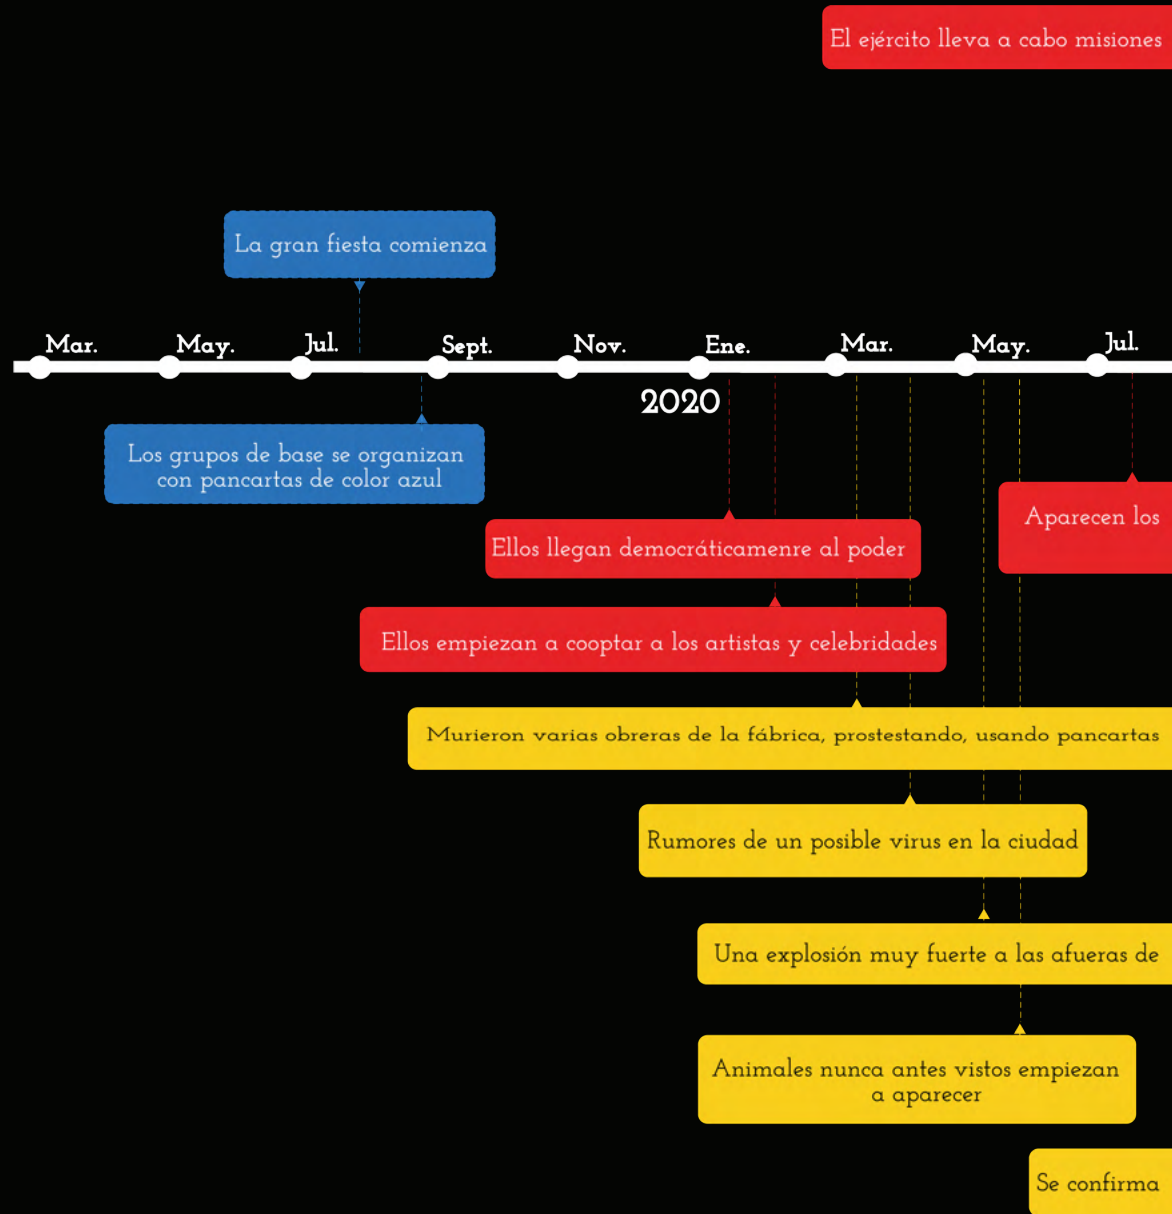 El ejército lleva a cabo misiones
La gran fiesta comienza
Mar.
May.
Jul.
Sept.
Nov.
Ene.
Mar.
May.
Jul.
2020
Los grupos de base se organizan
con pancartas de color azul
Aparecen los
Ellos llegan democráticamenre al poder
Ellos empiezan a cooptar a los artistas y celebridades
Murieron varias obreras de la fábrica, prostestando, usando pancartas
Rumores de un posible virus en la ciudad
Una explosión muy fuerte a las afueras de
Animales nunca antes vistos empiezan
a aparecer
Se confirma